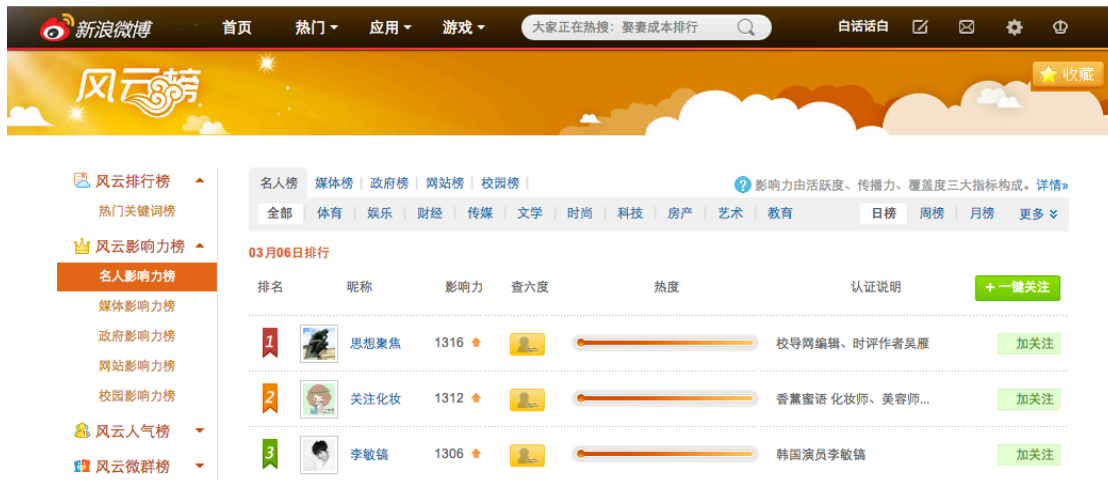 新浪微博 首页 热门 应用 游戏 大家正在热搜：娶妻成本排行 白话话白
风云榜 收藏
风云排行榜 名人榜 媒体榜 政府榜 网站榜 校园榜 影响力由活跃度、传播力、覆盖度三大指标构成。详情»
热门关键词榜 全部 体育 娱乐 财经 传媒 文学 时尚 科技 房产 艺术 教育 日榜 周榜 月榜 更多
风云影响力榜 03月06日排行
名人影响力榜 排名 昵称 影响力 查六度 热度 认证说明 +一键关注
媒体影响力榜
政府影响力榜 1 思想聚焦 1316 校导网编辑、时评作者吴雁 加关注
网站影响力榜
校园影响力榜 2 关注化妆 1312 香薰蜜语 化妆师、美容师... 加关注
风云人气榜
风云微群榜 3 李敏镐 1306 韩国演员李敏镐 加关注